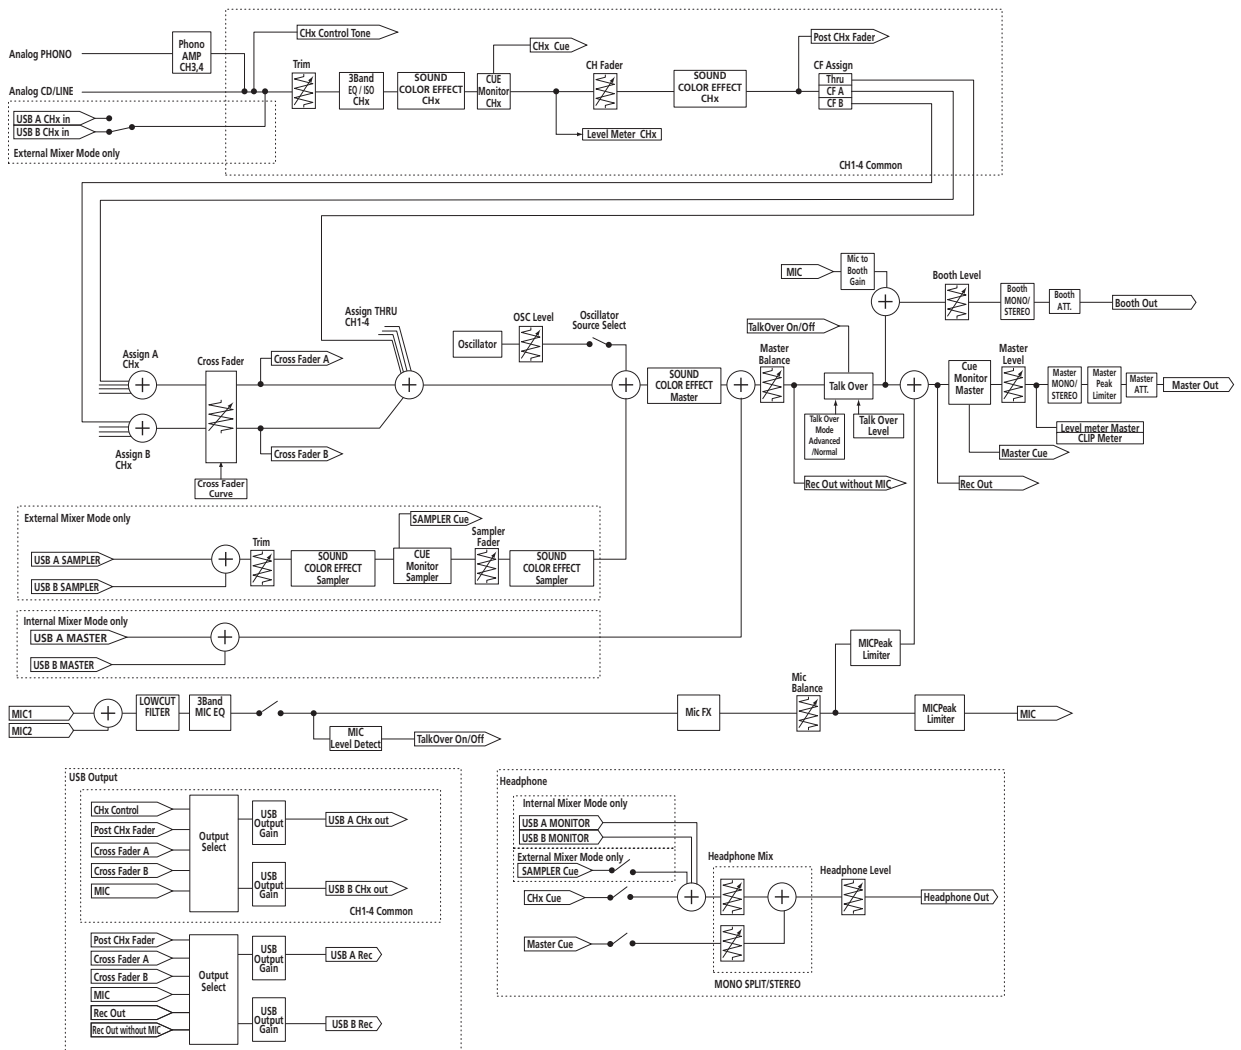 CHx Control Tone
Post CHx Fader
Phono
AMP
CH3,4
Analog PHONO
Analog CD/LINE
Trim
3Band
EQ / ISO
CHx
SOUND
COLOR EFFECT
CHx
CHx Cue
CUE
Monitor
CHx
CH Fader
Level Meter CHx
SOUND
COLOR EFFECT
CHx
CF Assign
Thru
CF A
CF B
USB A CHx in
USB B CHx in
External Mixer Mode only
CH1-4 Common
MIC
Mic to
Booth
Gain
Booth Level
Booth
MONO/
STEREO
Booth
ATT.
Booth Out
Assign THRU
CH1-4
Oscillator
OSC Level
Oscillator
Source Select
TalkOver On/Off
Assign A
CHx
Cross Fader
Cross Fader A
Assign B
CHx
Cross Fader B
Cross Fader
Curve
SOUND
COLOR EFFECT
Master
Master
Balance
Talk Over
Talk Over
Mode
Advanced
/Normal
Talk Over
Level
Rec Out without MIC
Cue
Monitor
Master
Master
Level
Master
MONO/
STEREO
Master
Peak
Limiter
Master
ATT.
Master Out
Level meter Master
CLIP Meter
Master Cue
Rec Out
External Mixer Mode only
USB A SAMPLER
USB B SAMPLER
Trim
SOUND
COLOR EFFECT
Sampler
SAMPLER Cue
CUE
Monitor
Sampler
Sampler
Fader
SOUND
COLOR EFFECT
Sampler
Internal Mixer Mode only
USB A MASTER
USB B MASTER
MICPeak
Limiter
MIC1
MIC2
LOWCUT
FILTER
3Band
MIC EQ
MIC
Level Detect
TalkOver On/Off
Mic FX
Mic
Balance
MICPeak
Limiter
MIC
USB Output
CHx Control
Post CHx Fader
Cross Fader A
Cross Fader B
MIC
Output
Select
USB
Output
Gain
USB A CHx out
USB
Output
Gain
USB B CHx out
CH1-4 Common
Post CHx Fader
Cross Fader A
Cross Fader B
MIC
Rec Out
Rec Out without MIC
Output
Select
USB
Output
Gain
USB A Rec
USB
Output
Gain
USB B Rec
Headphone
Internal Mixer Mode only
USB A MONITOR
USB B MONITOR
External Mixer Mode only
SAMPLER Cue
CHx Cue
Master Cue
Headphone Mix
MONO SPLIT/STEREO
Headphone Level
Headphone Out